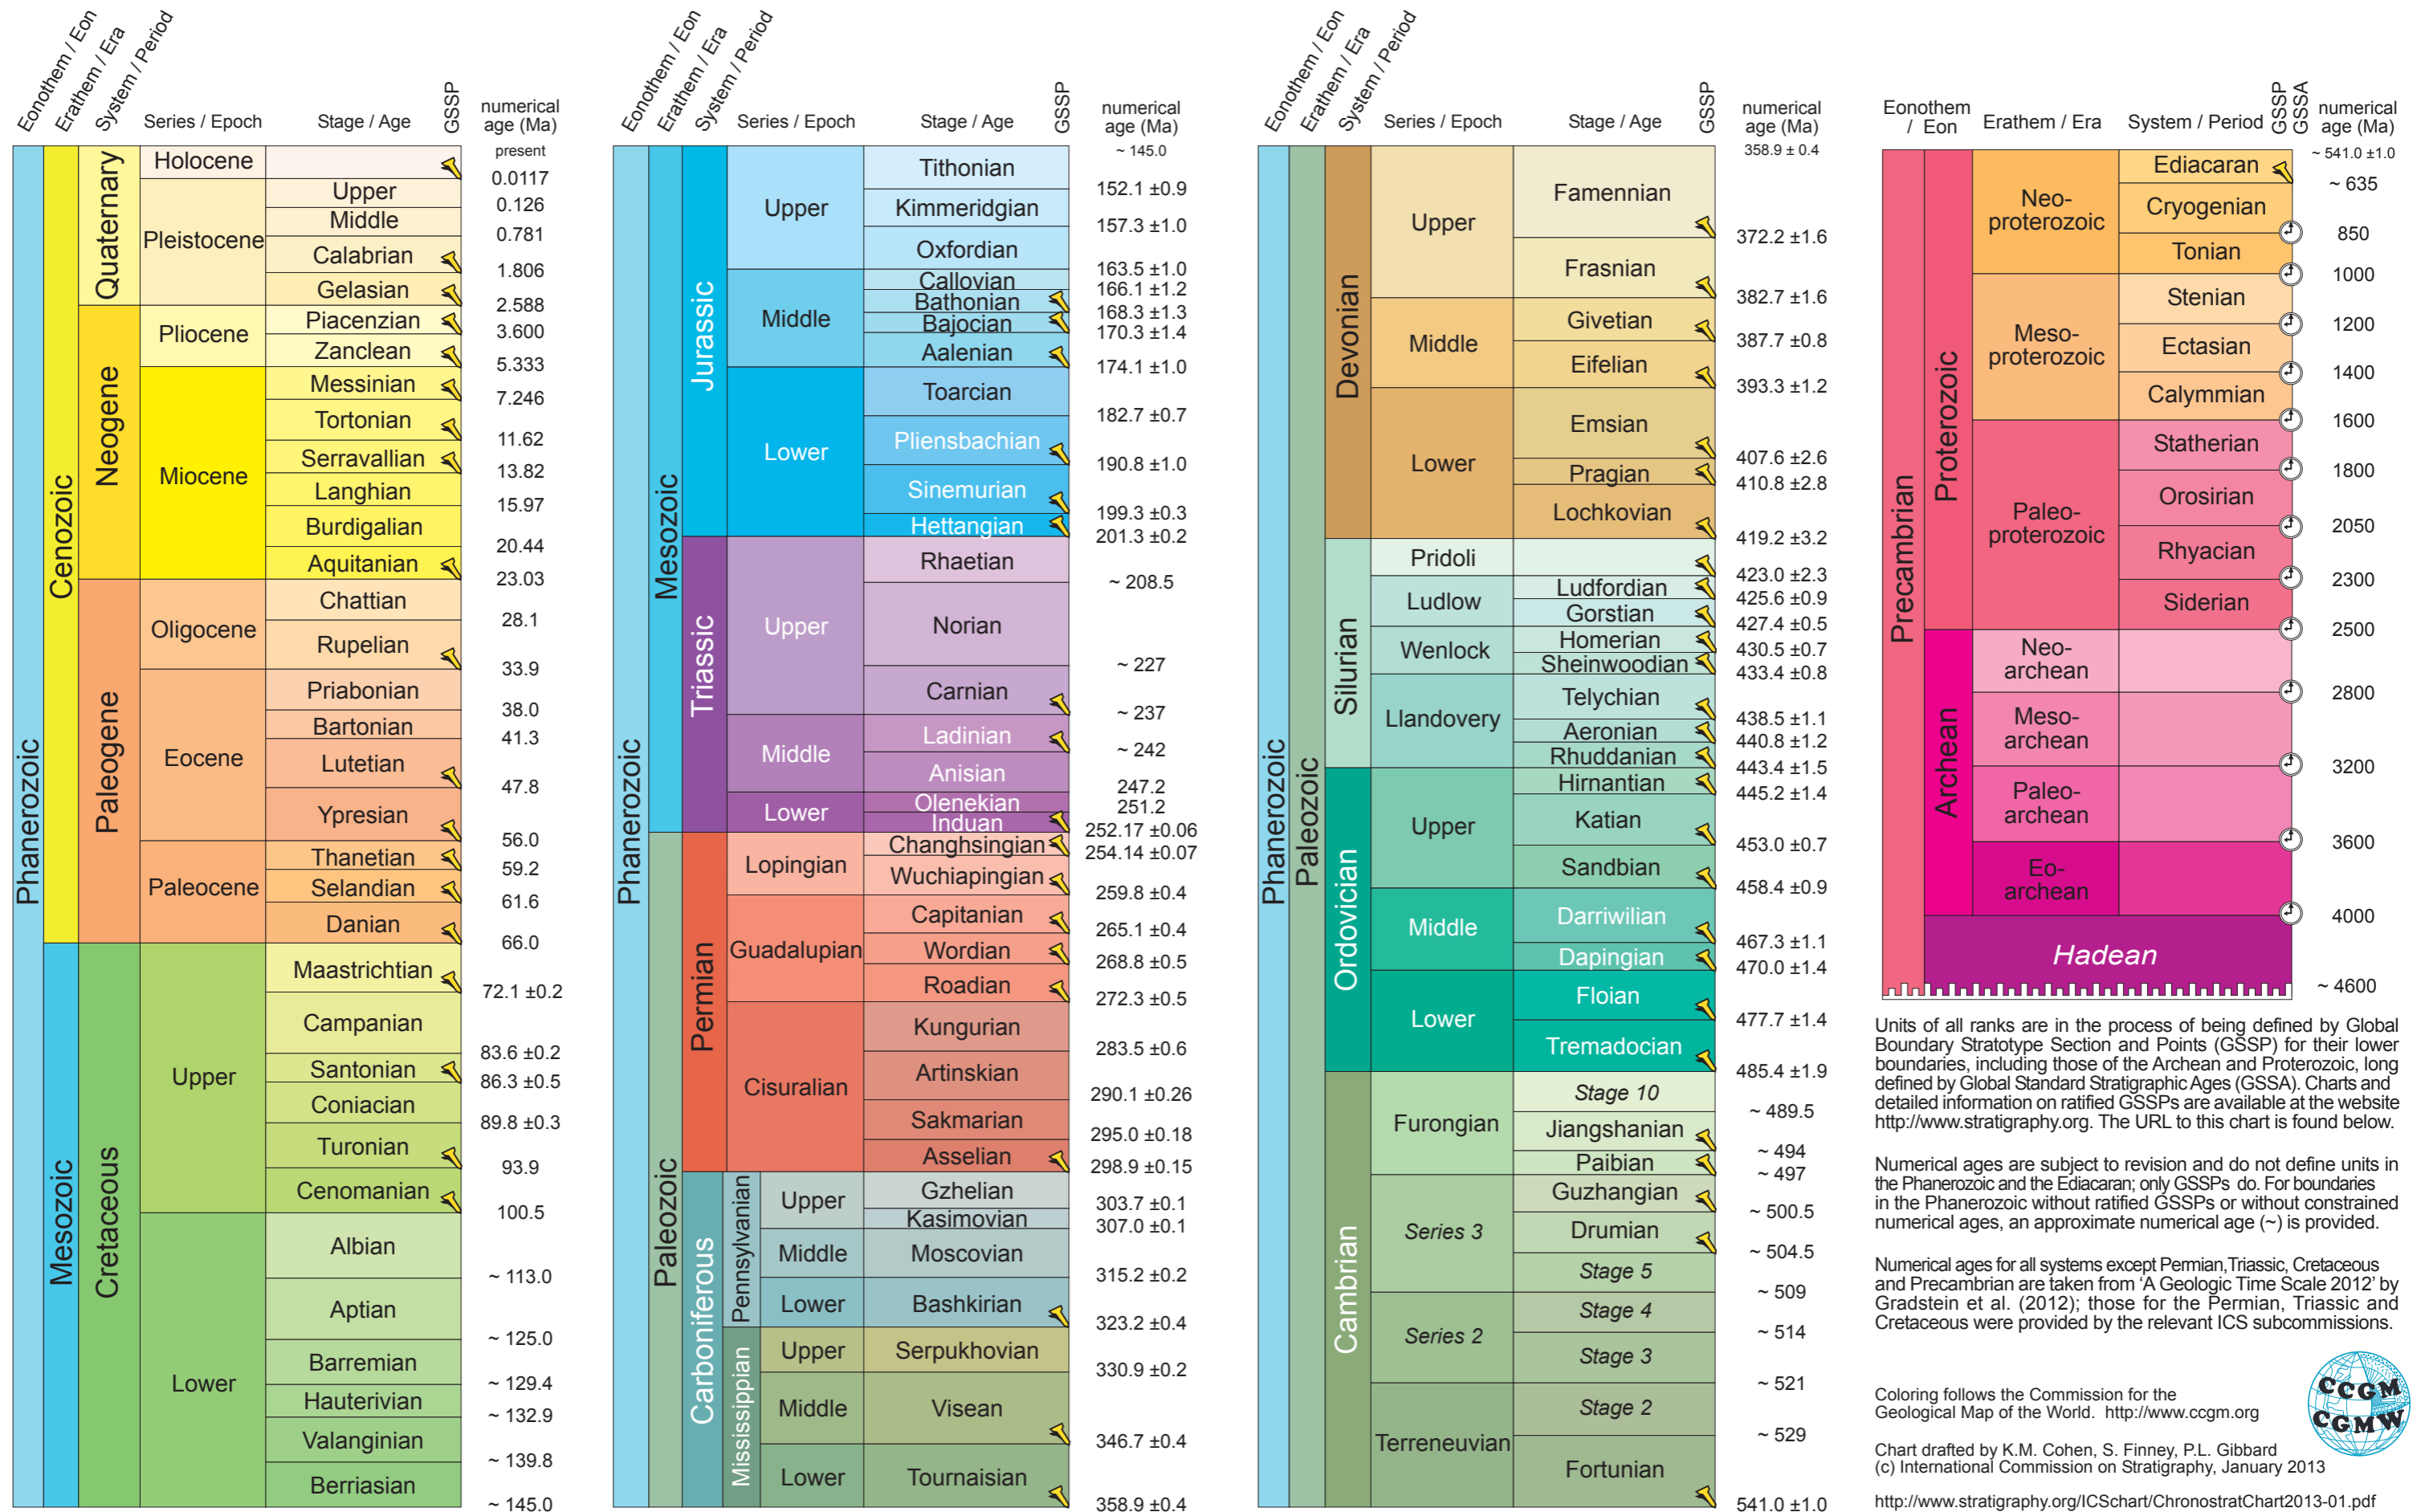 Eonothem / Eon
Erathem / Era
System / Period
Series / Epoch
Stage / Age
GSSP
numerical
age (Ma)
Phanerozoic
Cenozoic
Mesozoic
Quaternary
Neogene
Paleogene
Cretaceous
Holocene
present
0.0117
Pleistocene
Upper
0.126
Middle
0.781
Calabrian
1.806
Gelasian
2.588
Pliocene
Piacenzian
3.600
Zanclean
5.333
Miocene
Messinian
7.246
Tortonian
11.62
Serravallian
13.82
Langhian
15.97
Burdigalian
20.44
Aquitanian
23.03
Oligocene
Chattian
28.1
Rupelian
33.9
Eocene
Priabonian
38.0
Bartonian
41.3
Lutetian
47.8
Ypresian
56.0
Paleocene
Thanetian
59.2
Selandian
61.6
Danian
66.0
Upper
Maastrichtian
72.1 ±0.2
Campanian
83.6 ±0.2
Santonian
86.3 ±0.5
Coniacian
89.8 ±0.3
Turonian
93.9
Cenomanian
100.5
Lower
Albian
~ 113.0
Aptian
~ 125.0
Barremian
~ 129.4
Hauterivian
~ 132.9
Valanginian
~ 139.8
Berriasian
~ 145.0
Eonothem / Eon
Erathem / Era
System / Period
Series / Epoch
Stage / Age
GSSP
numerical
age (Ma)
Phanerozoic
Mesozoic
Paleozoic
Jurassic
Triassic
Permian
Carboniferous
Pennsylvanian
Mississippian
~ 145.0
Upper
Tithonian
152.1 ±0.9
Kimmeridgian
157.3 ±1.0
Oxfordian
163.5 ±1.0
Middle
Callovian
166.1 ±1.2
Bathonian
168.3 ±1.3
Bajocian
170.3 ±1.4
Aalenian
174.1 ±1.0
Lower
Toarcian
182.7 ±0.7
Pliensbachian
190.8 ±1.0
Sinemurian
199.3 ±0.3
Hettangian
201.3 ±0.2
Upper
Rhaetian
~ 208.5
Norian
~ 227
Carnian
~ 237
Middle
Ladinian
~ 242
Anisian
247.2
Lower
Olenekian
251.2
Induan
252.17 ±0.06
Lopingian
Changhsingian
254.14 ±0.07
Wuchiapingian
259.8 ±0.4
Guadalupian
Capitanian
265.1 ±0.4
Wordian
268.8 ±0.5
Roadian
272.3 ±0.5
Cisuralian
Kungurian
283.5 ±0.6
Artinskian
290.1 ±0.26
Sakmarian
295.0 ±0.18
Asselian
298.9 ±0.15
Upper
Gzhelian
303.7 ±0.1
Kasimovian
307.0 ±0.1
Middle
Moscovian
315.2 ±0.2
Lower
Bashkirian
323.2 ±0.4
Upper
Serpukhovian
330.9 ±0.2
Middle
Visean
346.7 ±0.4
Lower
Tournaisian
358.9 ±0.4
Eonothem / Eon
Erathem / Era
System / Period
Series / Epoch
Stage / Age
GSSP
numerical
age (Ma)
Phanerozoic
Paleozoic
Devonian
Silurian
Ordovician
Cambrian
358.9 ± 0.4
Upper
Famennian
372.2 ±1.6
Frasnian
382.7 ±1.6
Middle
Givetian
387.7 ±0.8
Eifelian
393.3 ±1.2
Lower
Emsian
407.6 ±2.6
Pragian
410.8 ±2.8
Lochkovian
419.2 ±3.2
Pridoli
423.0 ±2.3
Ludlow
Ludfordian
425.6 ±0.9
Gorstian
427.4 ±0.5
Wenlock
Homerian
430.5 ±0.7
Sheinwoodian
433.4 ±0.8
Llandovery
Telychian
438.5 ±1.1
Aeronian
440.8 ±1.2
Rhuddanian
443.4 ±1.5
Upper
Hirnantian
445.2 ±1.4
Katian
453.0 ±0.7
Sandbian
458.4 ±0.9
Middle
Darriwilian
467.3 ±1.1
Dapingian
470.0 ±1.4
Lower
Floian
477.7 ±1.4
Tremadocian
485.4 ±1.9
Furongian
Stage 10
~ 489.5
Jiangshanian
~ 494
Paibian
~ 497
Series 3
Guzhangian
~ 500.5
Drumian
~ 504.5
Stage 5
~ 509
Series 2
Stage 4
~ 514
Stage 3
~ 521
Terreneuvian
Stage 2
~ 529
Fortunian
541.0 ±1.0
Eonothem
/ Eon
Erathem / Era
System / Period
GSSP
GSSA
numerical
age (Ma)
Precambrian
Proterozoic
Archean
~ 541.0 ±1.0
Neo-
proterozoic
Ediacaran
~ 635
Cryogenian
850
Tonian
1000
Meso-
proterozoic
Stenian
1200
Ectasian
1400
Calymmian
1600
Paleo-
proterozoic
Statherian
1800
Orosirian
2050
Rhyacian
2300
Siderian
2500
Neo-
archean
2800
Meso-
archean
3200
Paleo-
archean
3600
Eo-
archean
4000
Hadean
~ 4600
Units of all ranks are in the process of being defined by Global
Boundary Stratotype Section and Points (GSSP) for their lower
boundaries, including those of the Archean and Proterozoic, long
defined by Global Standard Stratigraphic Ages (GSSA). Charts and
detailed information on ratified GSSPs are available at the website
http://www.stratigraphy.org. The URL to this chart is found below.
Numerical ages are subject to revision and do not define units in
the Phanerozoic and the Ediacaran; only GSSPs do. For boundaries
in the Phanerozoic without ratified GSSPs or without constrained
numerical ages, an approximate numerical age (~) is provided.
Numerical ages for all systems except Permian,Triassic, Cretaceous
and Precambrian are taken from ‘A Geologic Time Scale 2012’ by
Gradstein et al. (2012); those for the Permian, Triassic and
Cretaceous were provided by the relevant ICS subcommissions.
Coloring follows the Commission for the
Geological Map of the World. http://www.ccgm.org
CCGM
CGMW
Chart drafted by K.M. Cohen, S. Finney, P.L. Gibbard
(c) International Commission on Stratigraphy, January 2013
http://www.stratigraphy.org/ICSchart/ChronostratChart2013-01.pdf